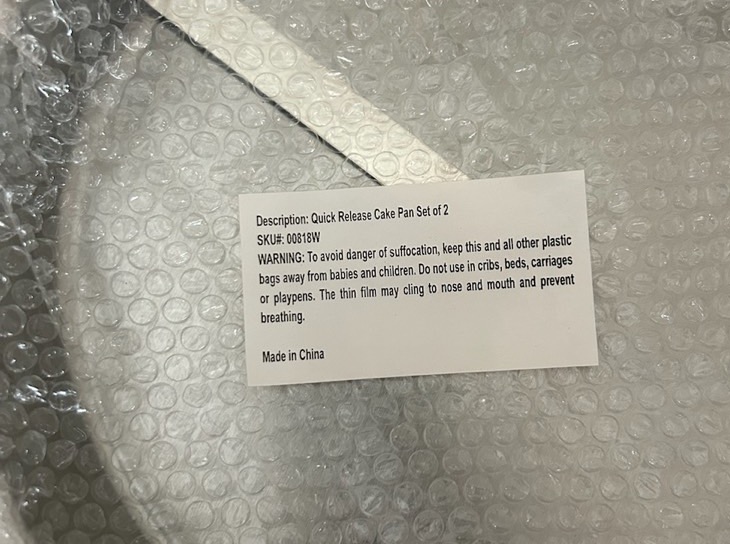 Description: Quick Release Cake Pan Set of 2
SKU#: 00818W
WARNING: To avoid danger of suffocation, keep this and all other plastic
bags away from babies and children. Do not use in cribs, beds, carriages
or playpens. The thin film may cling to nose and mouth and prevent
breathing.
Made in China